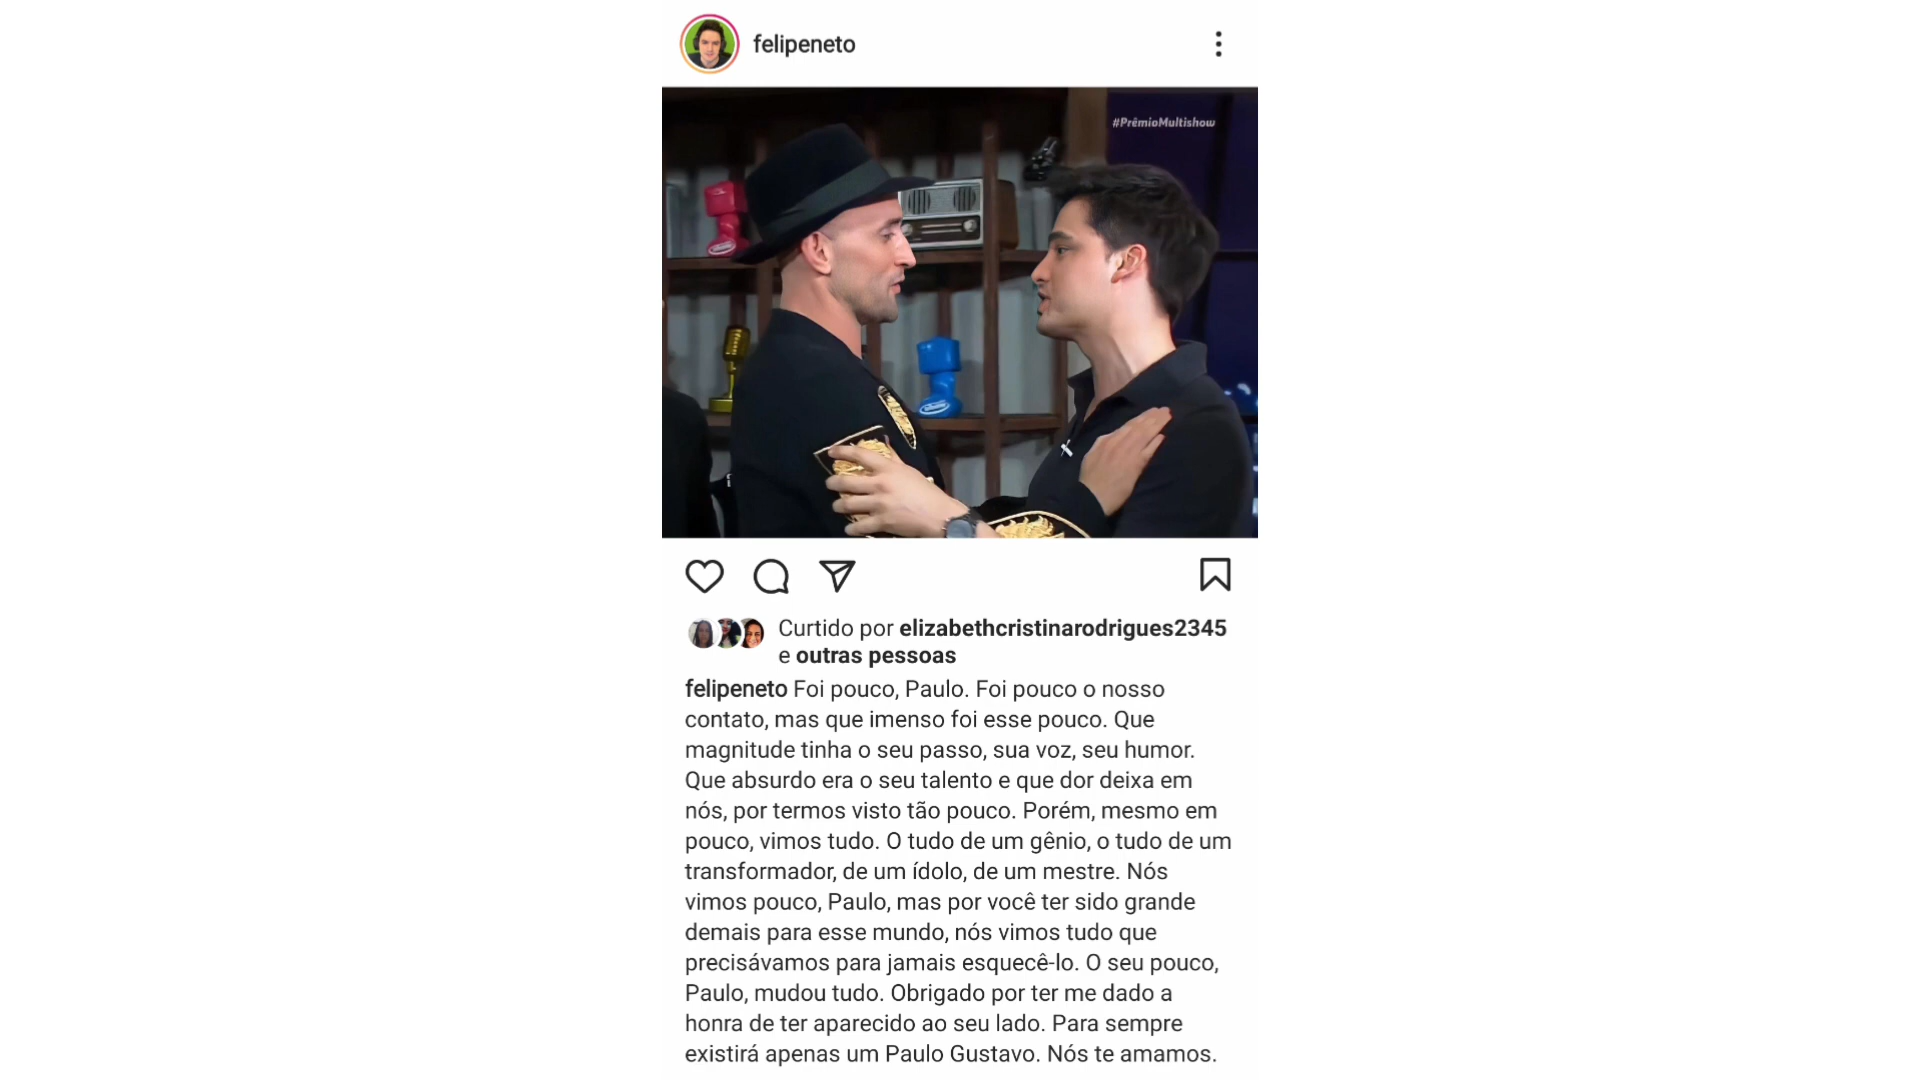 felipeneto
#PrêmioMultishow
Curtido por elizabethcristinarodrigues2345
e outras pessoas
felipeneto Foi pouco, Paulo. Foi pouco o nosso
contato, mas que imenso foi esse pouco. Que
magnitude tinha o seu passo, sua voz, seu humor.
Que absurdo era o seu talento e que dor deixa em
nós, por termos visto tão pouco. Porém, mesmo em
pouco, vimos tudo. O tudo de um gênio, o tudo de um
transformador, de um ídolo, de um mestre. Nós
vimos pouco, Paulo, mas por você ter sido grande
demais para esse mundo, nós vimos tudo que
precisávamos para jamais esquecê-lo. O seu pouco,
Paulo, mudou tudo. Obrigado por ter me dado a
honra de ter aparecido ao seu lado. Para sempre
existirá apenas um Paulo Gustavo. Nós te amamos.